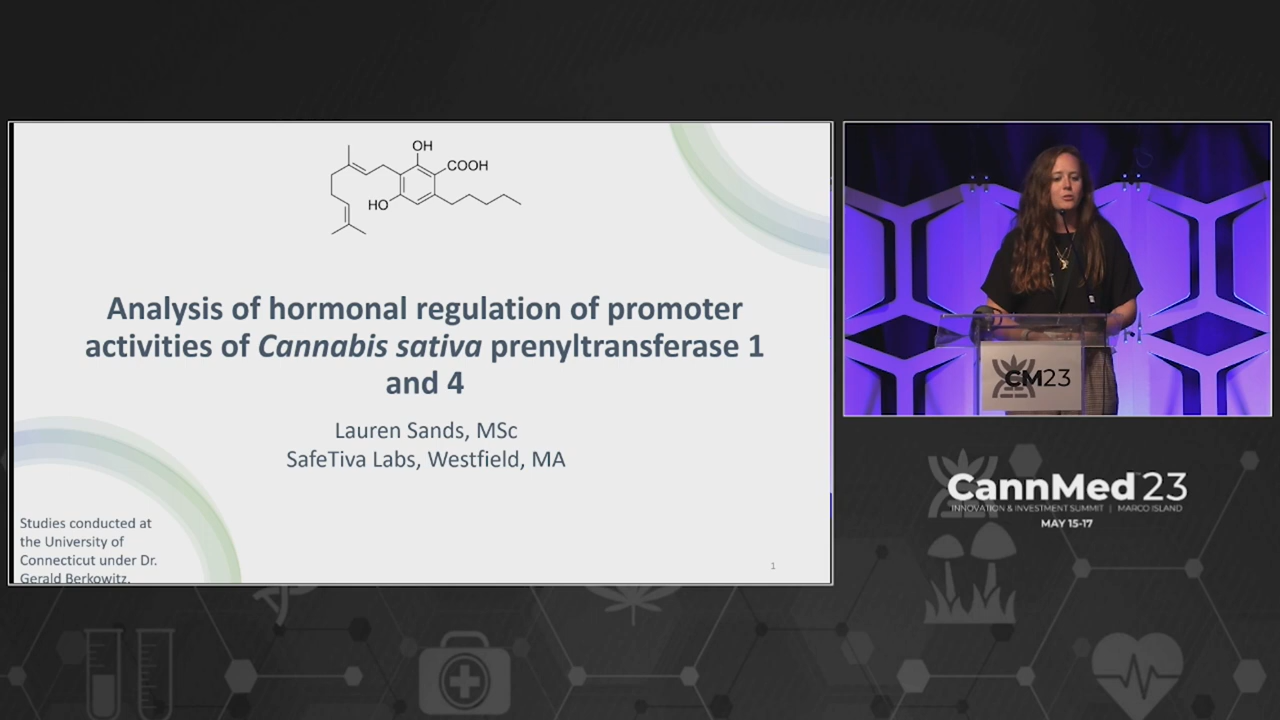 OH
COOH
HO
Analysis of hormonal regulation of promoter
activities of Cannabis sativa prenyltransferase 1
and 4
Lauren Sands, MSc
SafeTiva Labs, Westfield, MA
Studies conducted at
the University of
Connecticut under Dr.
Gerald Berkowitz.
1
CM23
CannMed 23
INNOVATION & INVESTMENT SUMMIT | MARCO ISLAND
MAY 15-17